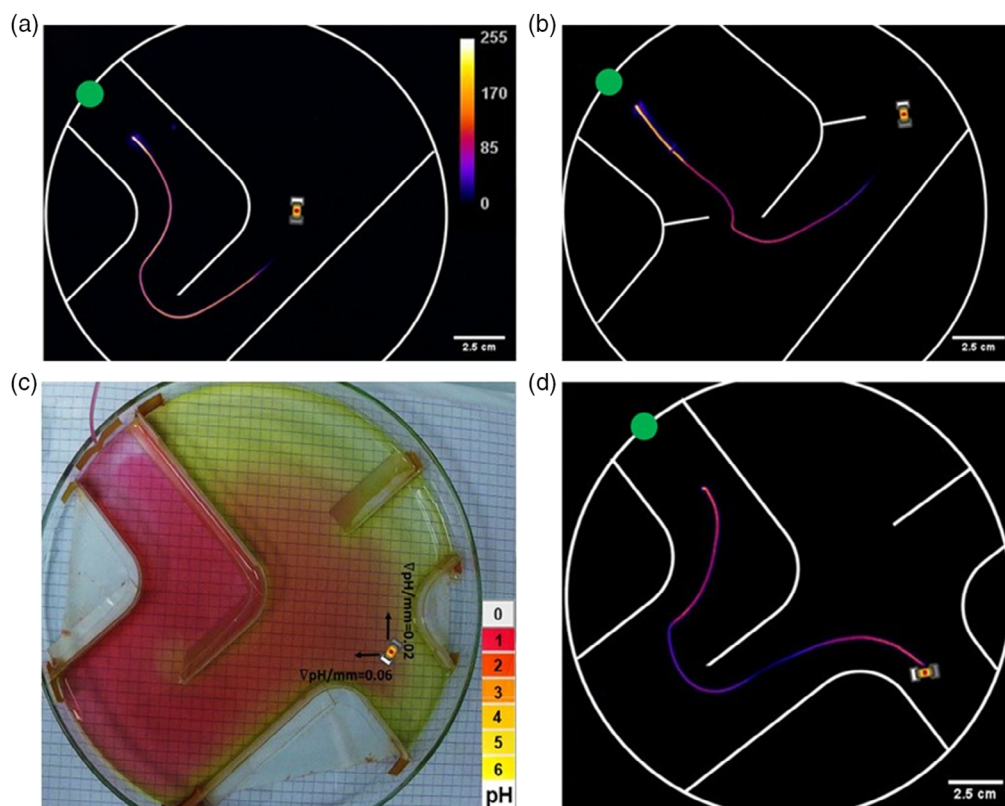 (a)
255
170
85
0
2.5 cm
(b)
2.5 cm
(c)
∇pH/mm=0.02
∇pH/mm=0.06
0
1
2
3
4
5
6
pH
(d)
2.5 cm